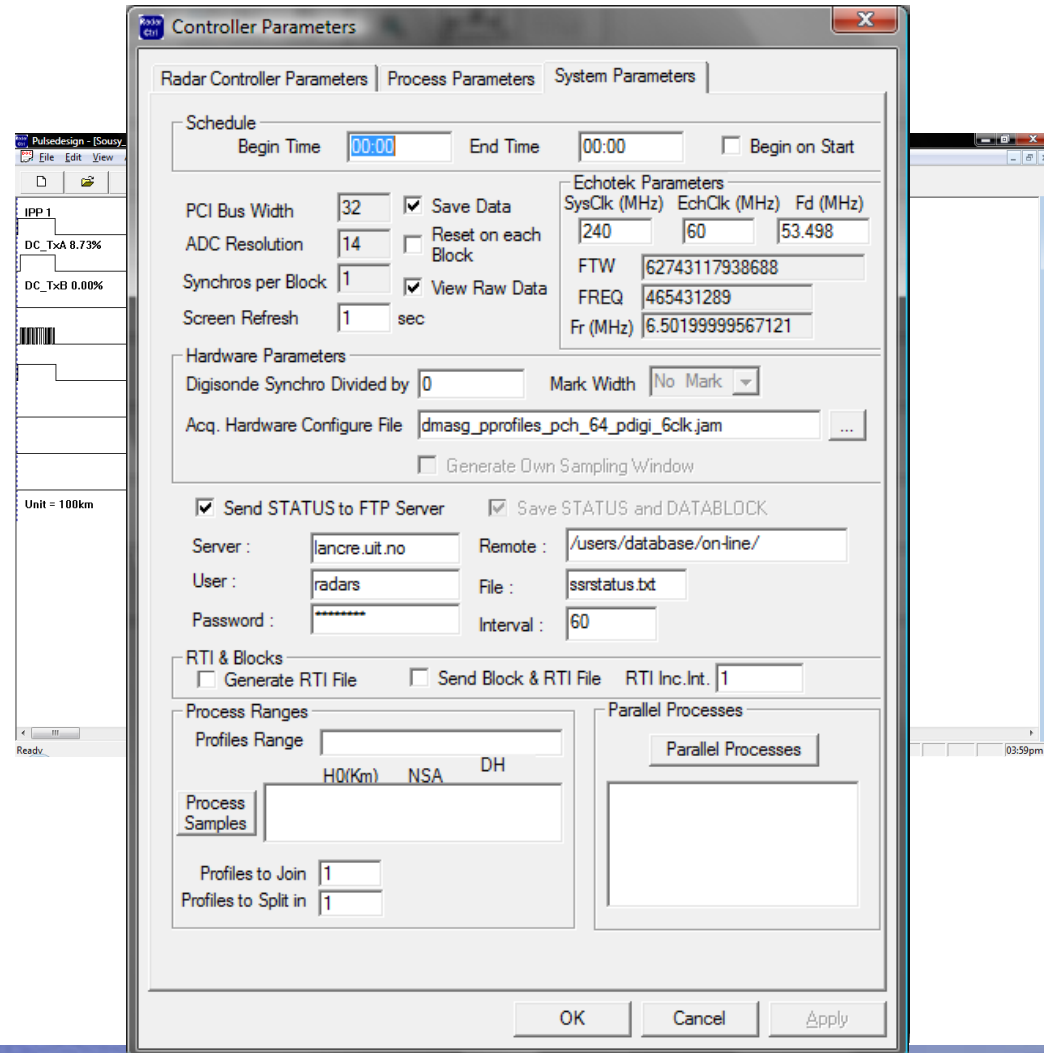 Radar Ctrl Controller Parameters
Radar Controller Parameters Process Parameters System Parameters
Schedule
Begin Time 00:00 End Time 00:00 Begin on Start
PCI Bus Width 32 Save Data
ADC Resolution 14 Reset on each Block
Synchros per Block 1 View Raw Data
Screen Refresh 1 sec
Echotek Parameters
SysClk (MHz) EchClk (MHz) Fd (MHz)
240 60 53.498
FTW 62743117938688
FREQ 465431289
Fr (MHz) 6.50199999567121
Hardware Parameters
Digisonde Synchro Divided by 0 Mark Width No Mark
Acq. Hardware Configure File dmasg_pprofiles_pch_64_pdigi_6clk.jam ...
Generate Own Sampling Window
Send STATUS to FTP Server Save STATUS and DATABLOCK
Server : lancre.uit.no Remote : /users/database/on-line/
User : radars File : ssrstatus.txt
Password : ******** Interval : 60
RTI & Blocks
Generate RTI File Send Block & RTI File RTI Inc.Int. 1
Process Ranges
Profiles Range
H0(Km) NSA DH
Process Samples
Profiles to Join 1
Profiles to Split in 1
Parallel Processes
Parallel Processes
OK Cancel Apply
Pulsedesign - [Sousy_
File Edit View
IPP 1
DC_TxA 8.73%
DC_TxB 0.00%
Unit = 100km
Ready
03:59pm